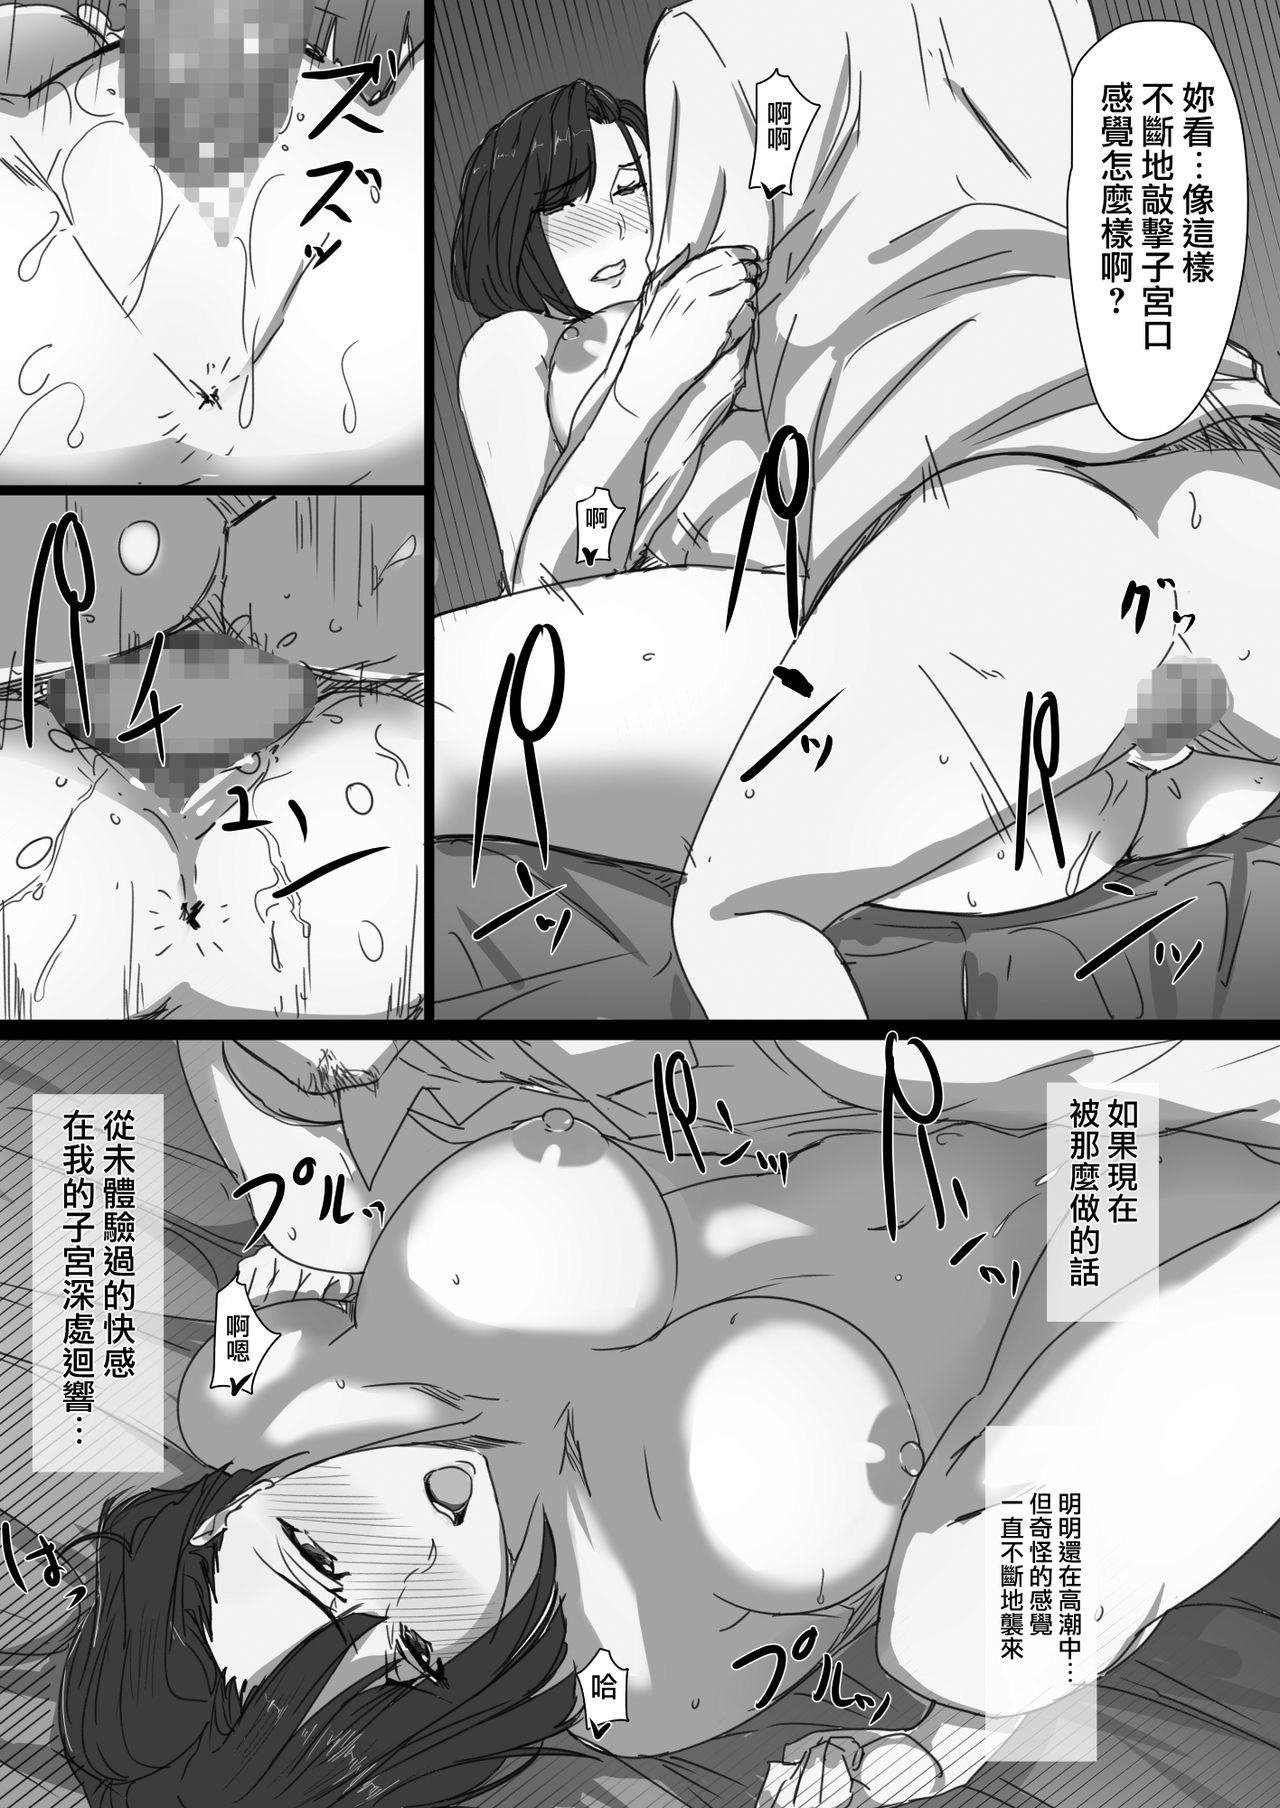 妳看…像這樣
不斷地敲擊子宮口
感覺怎麼樣啊？
啊啊
啊
グッ
パンッ
パンッ
パンッ
ズズッ
パチュンー
如果現在
被那麼做的話
明明還在高潮中…
但奇怪的感覺
一直不斷地襲來
パンッ
パンッ
プルッ
プルッ
啊嗯
哈
從未體驗過的快感
在我的子宮深處迴響…
はっ